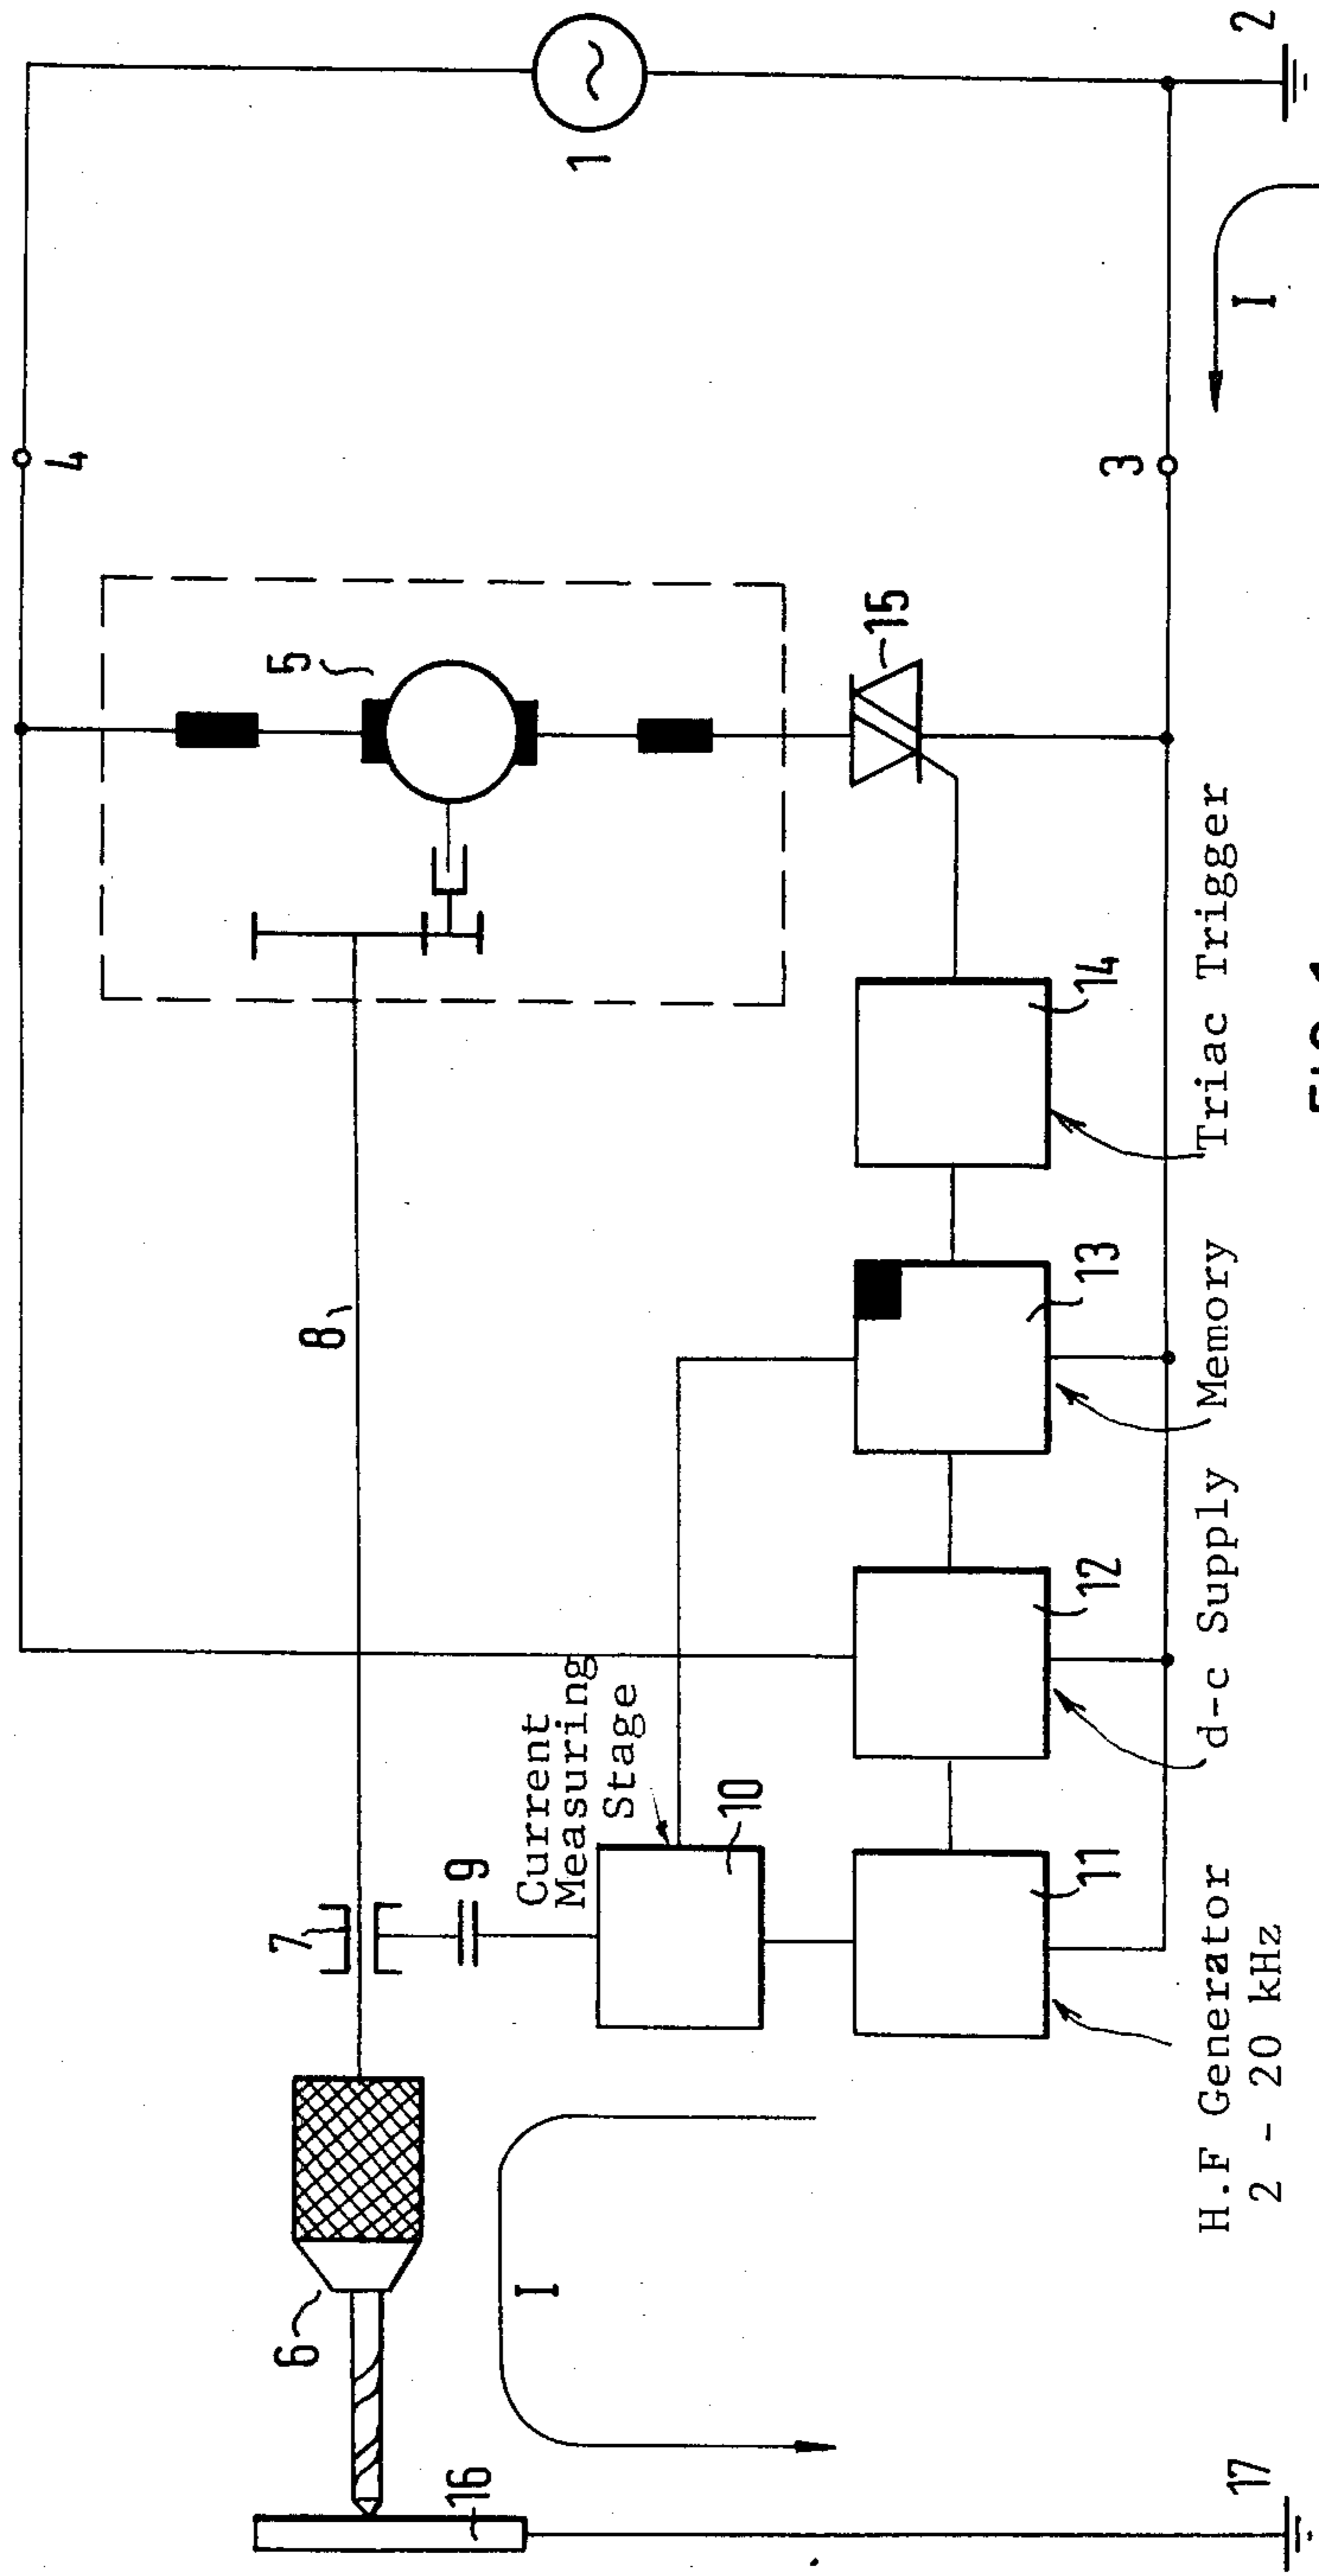 1
2
4
3
I
5
15
14
Triac Trigger
8
13
Memory
12
d-c Supply
Current
Measuring
Stage
10
7
9
11
H.F Generator
2 - 20 kHz
6
I
16
17